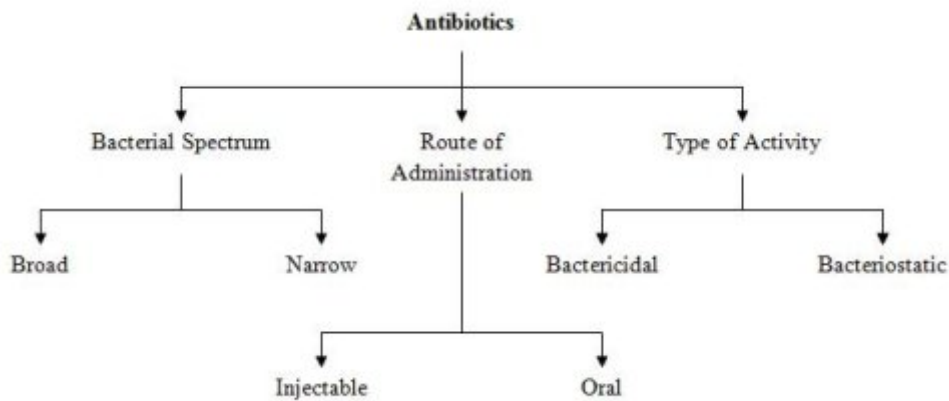 Antibiotics
Bacterial Spectrum
Route of
Administration
Type of Activity
Broad
Narrow
Bactericidal
Bacteriostatic
Injectable
Oral